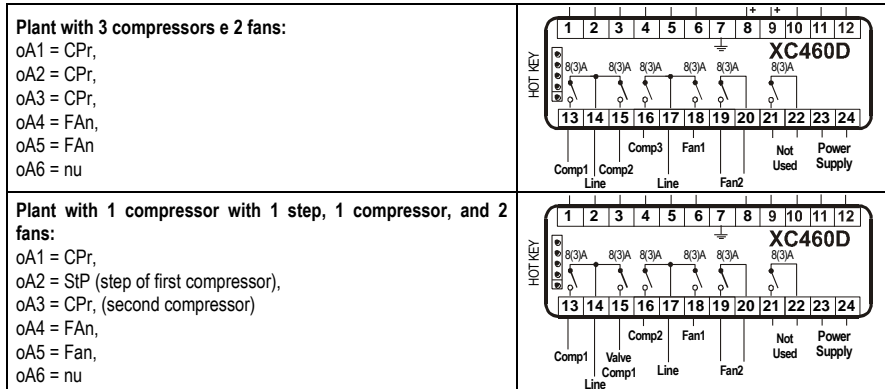 Plant with 3 compressors e 2 fans:
oA1 = CPr,
oA2 = CPr,
oA3 = CPr,
oA4 = FAn,
oA5 = FAn
oA6 = nu
+ +
1 2 3 4 5 6 7 8 9 10 11 12
XC460D
HOT KEY
8(3)A 8(3)A 8(3)A 8(3)A 8(3)A 8(3)A
13 14 15 16 17 18 19 20 21 22 23 24
Comp3 Fan1 Not Used Power Supply
Comp1 Comp2
Line Line Fan2
Plant with 1 compressor with 1 step, 1 compressor, and 2
fans:
oA1 = CPr,
oA2 = StP (step of first compressor),
oA3 = CPr, (second compressor)
oA4 = FAn,
oA5 = Fan,
oA6 = nu
1 2 3 4 5 6 7 8 9 10 11 12
XC460D
HOT KEY
8(3)A 8(3)A 8(3)A 8(3)A 8(3)A 8(3)A
13 14 15 16 17 18 19 20 21 22 23 24
Comp2 Fan1 Not Used Power Supply
Comp1 Valve Comp1 Line Fan2
Line